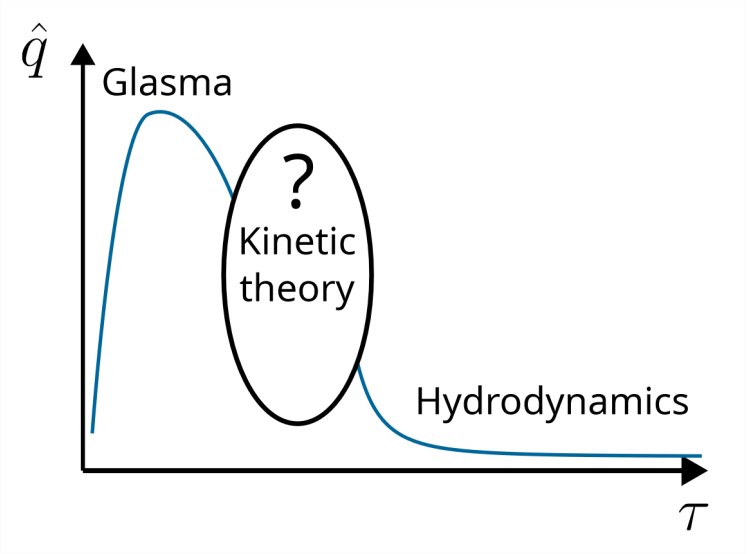 q̂
Glasma
?
Kinetic
theory
Hydrodynamics
τ